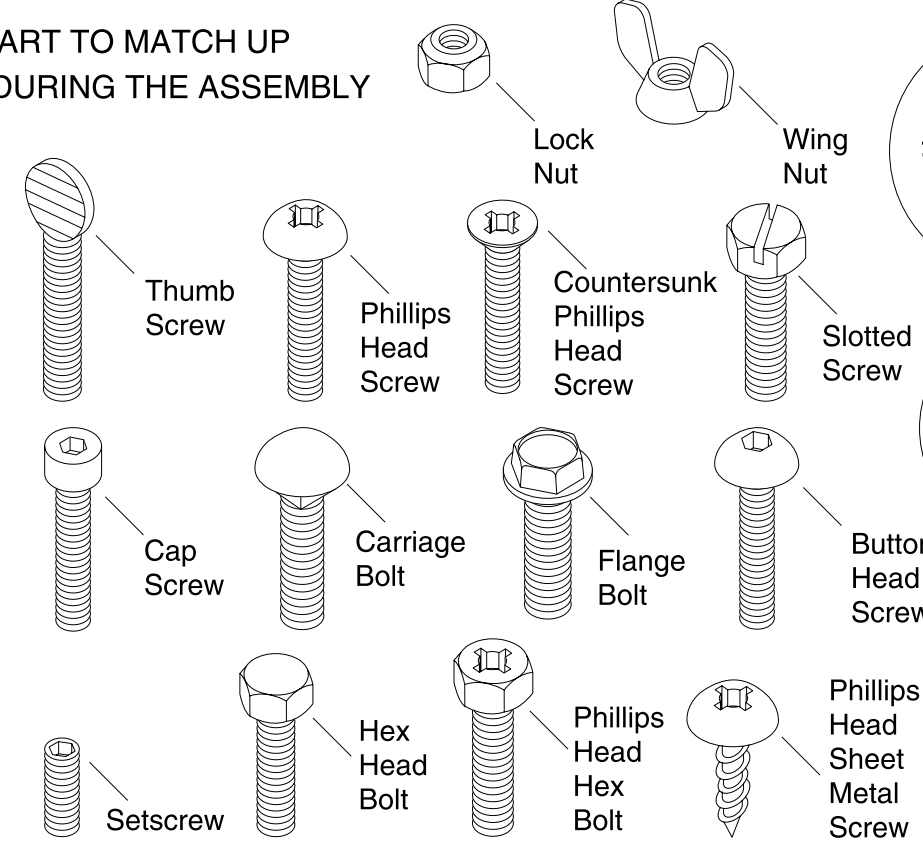 ART TO MATCH UP
DURING THE ASSEMBLY
Lock
Nut
Wing
Nut
Thumb
Screw
Phillips
Head
Screw
Countersunk
Phillips
Head
Screw
Slotted
Screw
Cap
Screw
Carriage
Bolt
Flange
Bolt
Button
Head
Screw
Setscrew
Hex
Head
Bolt
Phillips
Head
Hex
Bolt
Phillips
Head
Sheet
Metal
Screw